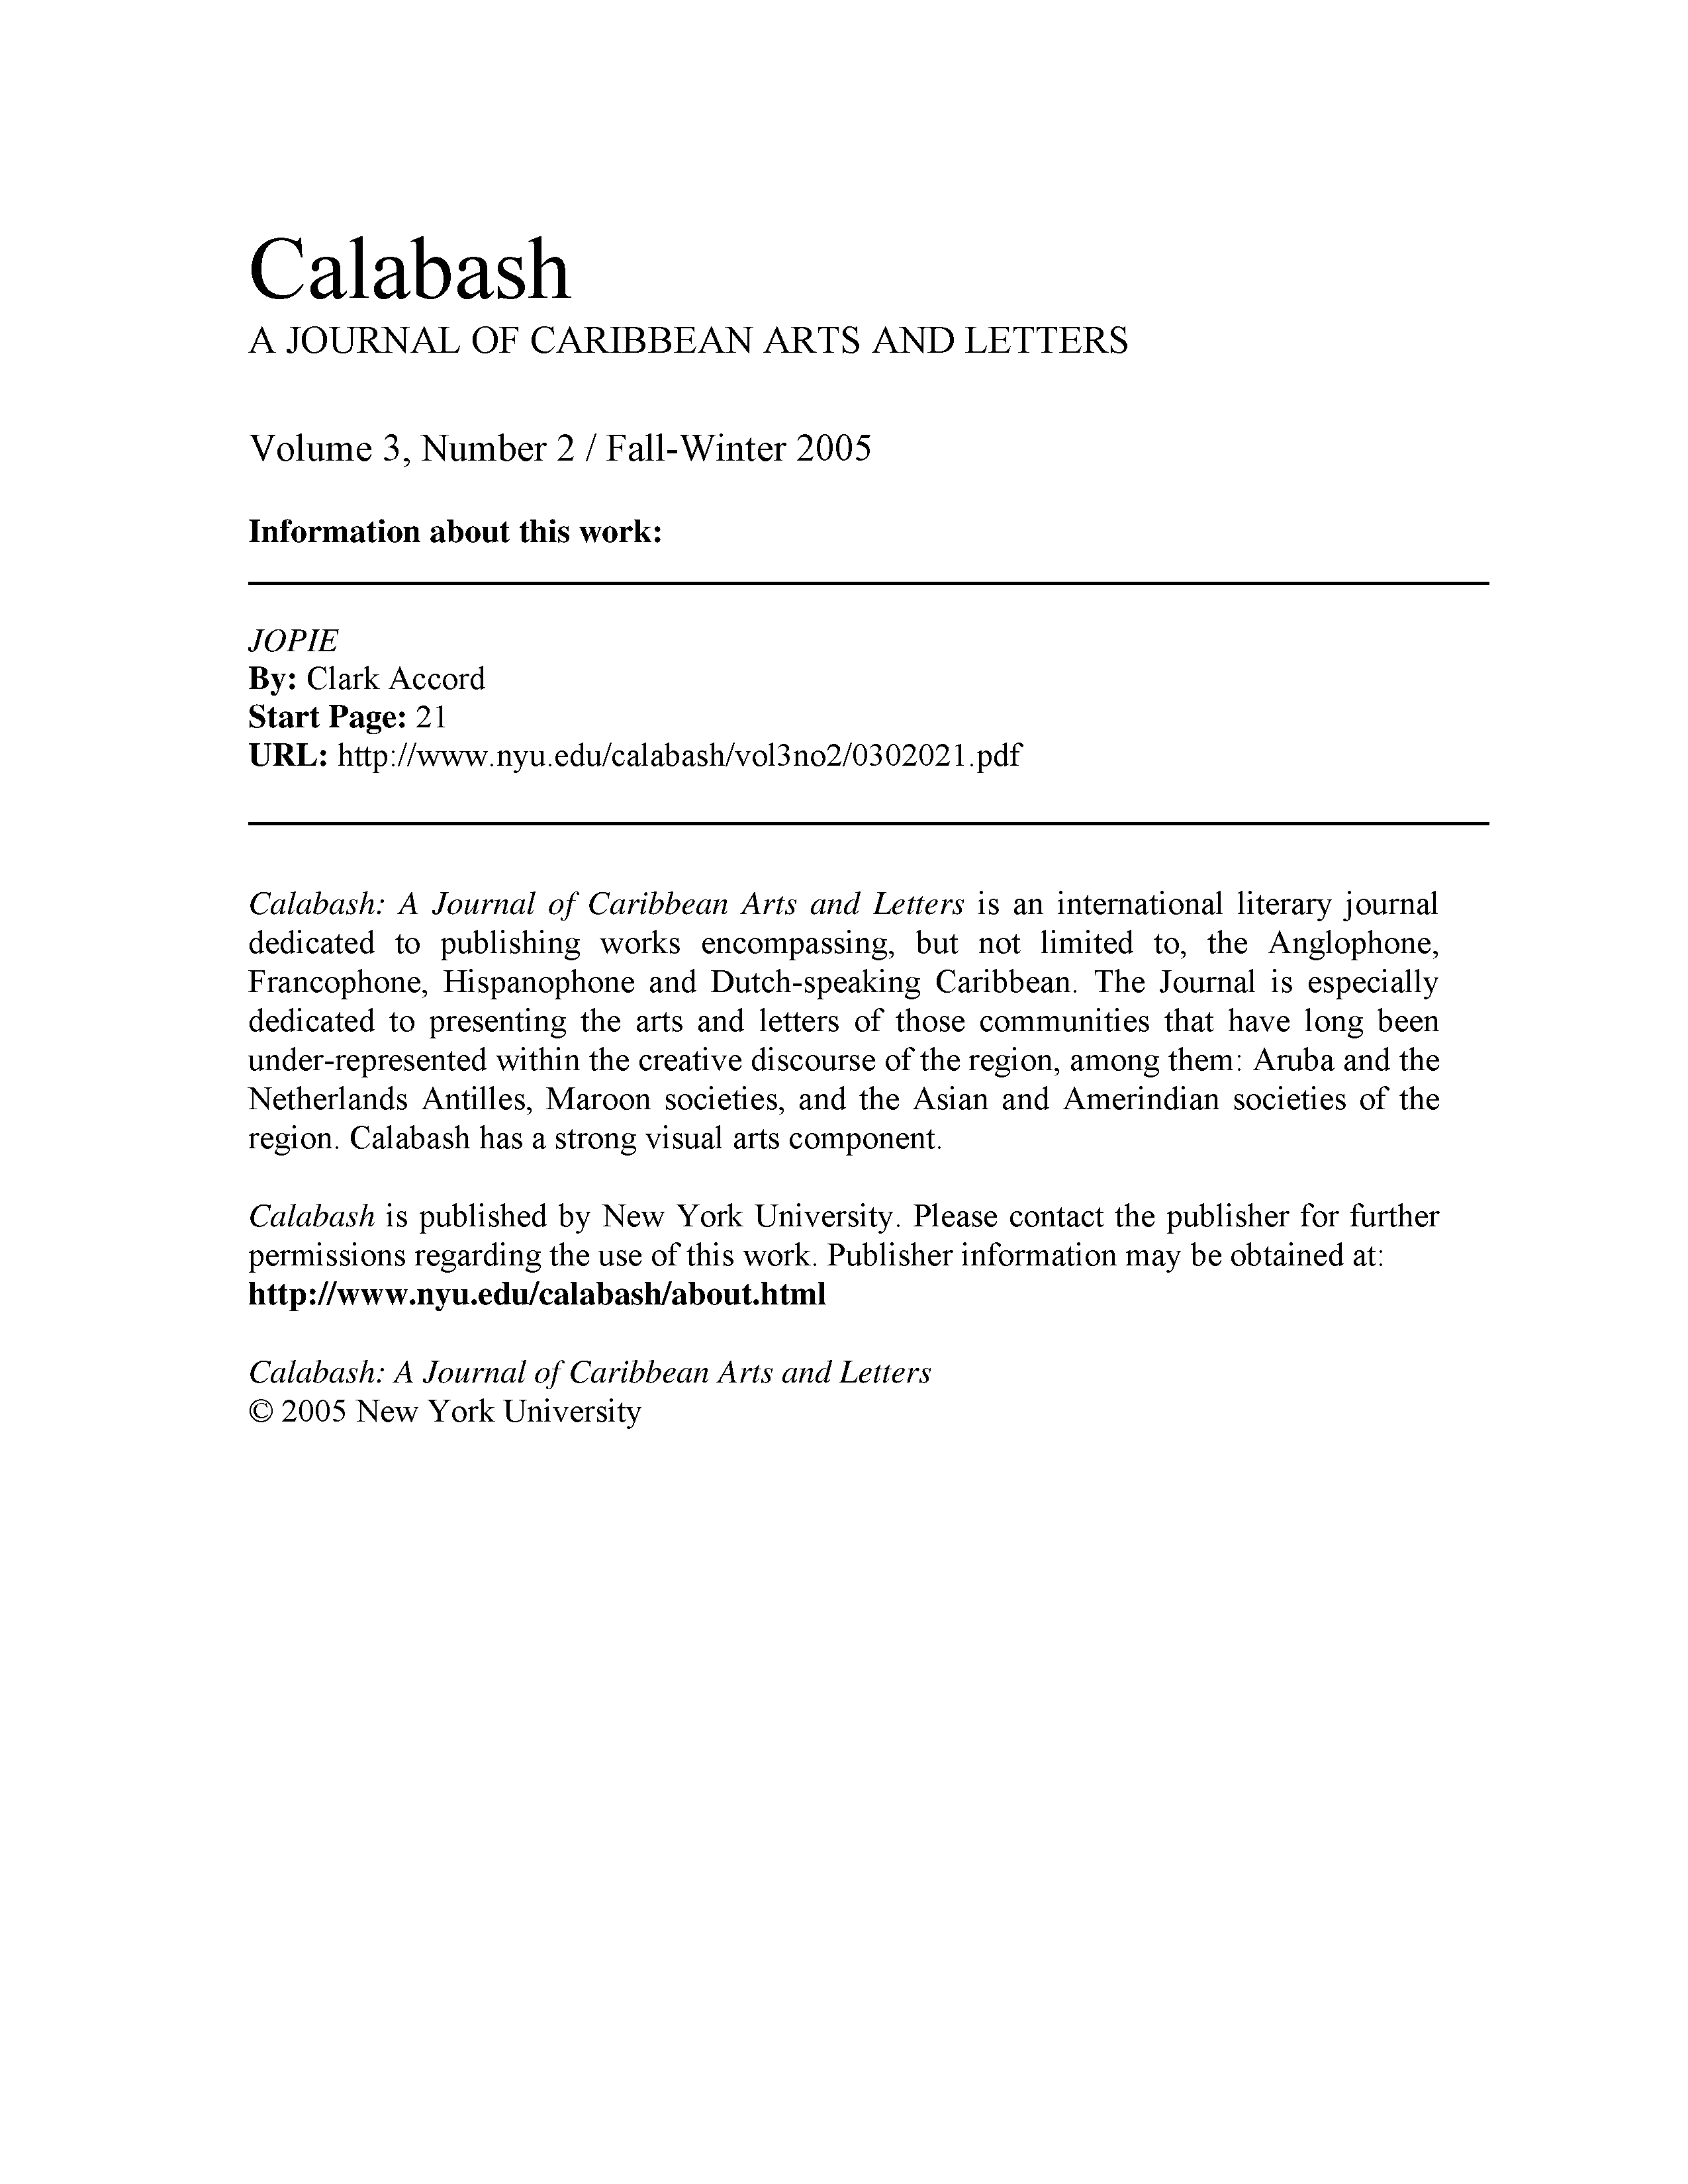 Calabash
A JOURNAL OF CARIBBEAN ARTS AND LETTERS
Volume 3, Number 2 / Fall-Winter 2005
Information about this work:
JOPIE
By: Clark Accord
Start Page: 21
URL: http://www.nyu.edu/calabash/vol3no2/0302021.pdf
Calabash: A Journal of Caribbean Arts and Letters is an international literary journal
dedicated to publishing works encompassing, but not limited to, the Anglophone,
Francophone, Hispanophone and Dutch-speaking Caribbean. The Journal is especially
dedicated to presenting the arts and letters of those communities that have long been
under-represented within the creative discourse of the region, among them: Aruba and the
Netherlands Antilles, Maroon societies, and the Asian and Amerindian societies of the
region. Calabash has a strong visual arts component.
Calabash is published by New York University. Please contact the publisher for further
permissions regarding the use of this work. Publisher information may be obtained at:
http://www.nyu.edu/calabash/about.html
Calabash: A Journal of Caribbean Arts and Letters
© 2005 New York University